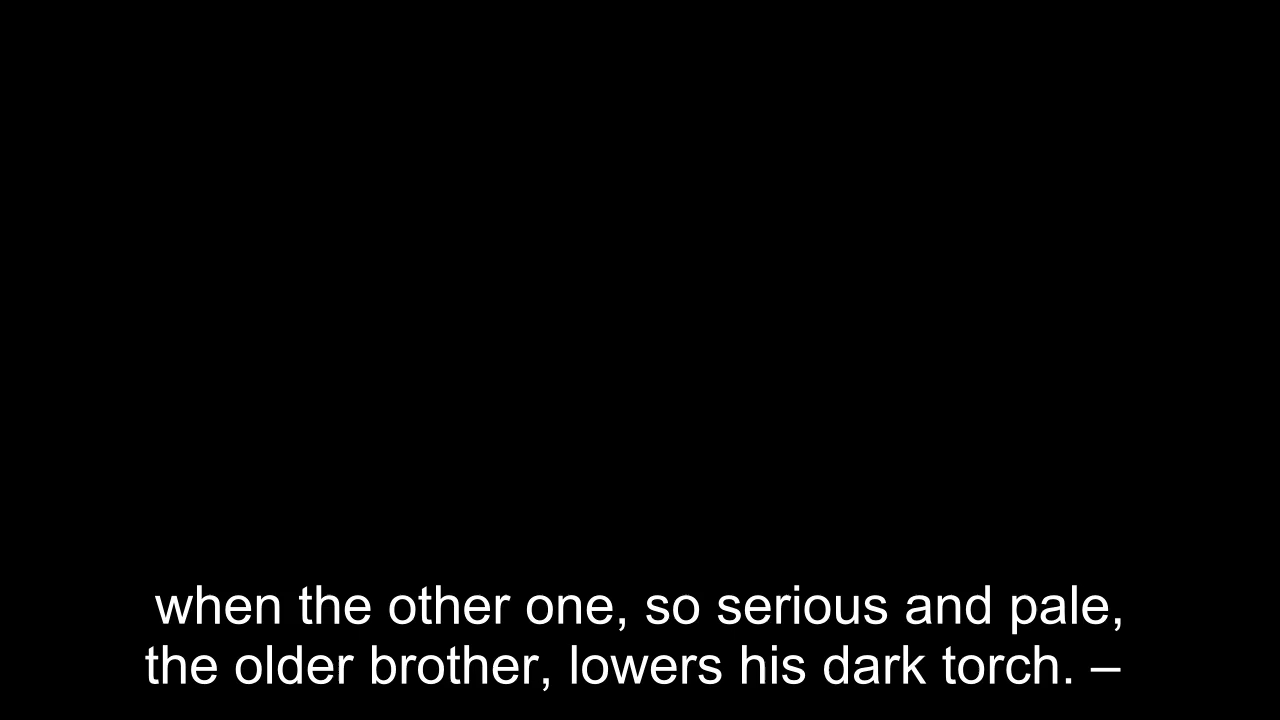 when the other one, so serious and pale,
the older brother, lowers his dark torch. –